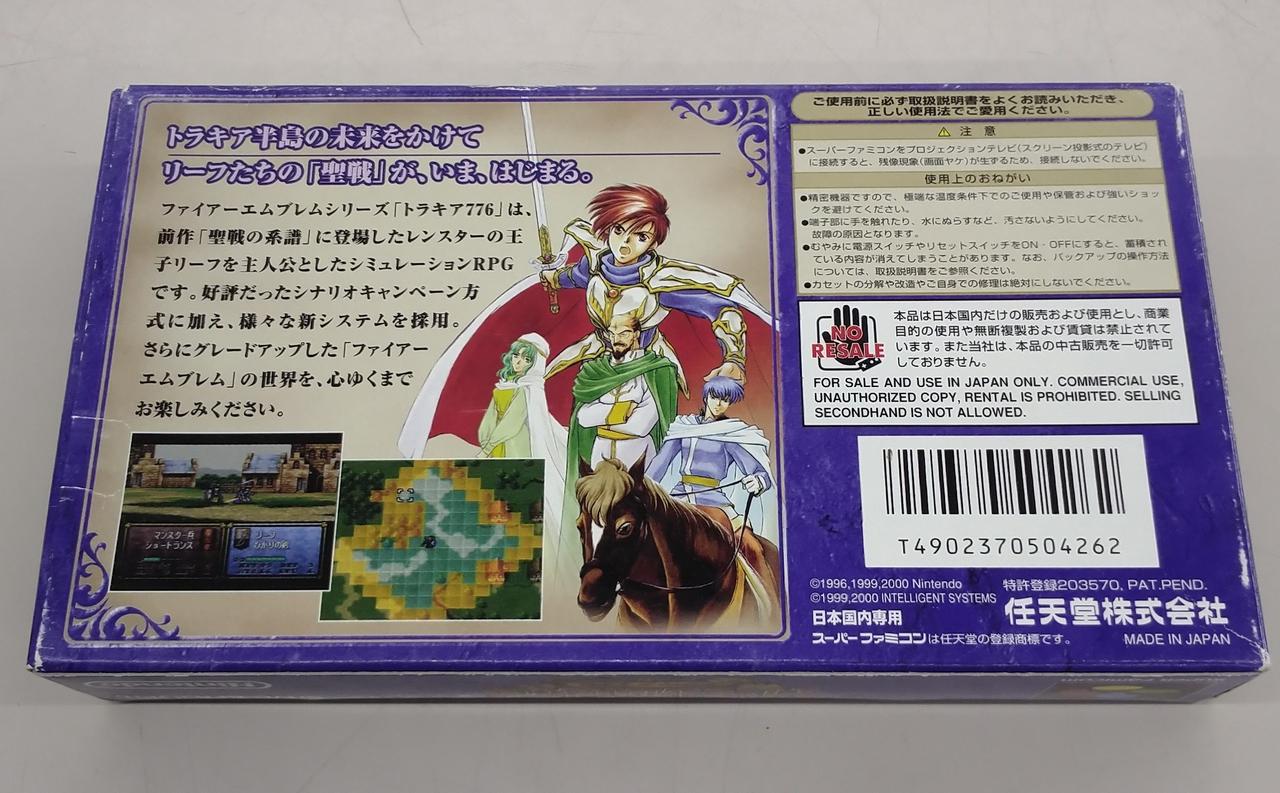 トラキア半島の未来をかけて
リーフたちの「聖戦」が、いま、はじまる。
ファイアーエムブレムシリーズ「トラキア776」は、
前作「聖戦の系譜」に登場したレンスターの王
子リーフを主人公としたシミュレーションRPG
です。好評だったシナリオキャンペーン方
式に加え、様々な新システムを採用。
さらにグレードアップした「ファイアー
エムブレム」の世界を、心ゆくまで
お楽しみください。
マンスター兵
ショートランス
リーフ
ひかりの剣
ご使用前に必ず取扱説明書をよくお読みいただき、
正しい使用法でご愛用ください。
⚠ 注 意
●スーパーファミコンをプロジェクションテレビ(スクリーン投影式のテレビ)
に接続すると、残像現象(画面ヤケ)が生ずるため、接続しないでください。
使用上のおねがい
●精密機器ですので、極端な温度条件下でのご使用や保管および強いショッ
クを避けてください。
●端子部に手を触れたり、水にぬらすなど、汚さないようにしてください。
故障の原因となります。
●むやみに電源スイッチやリセットスイッチをON・OFFにすると、蓄積され
ている内容が消えてしまうことがあります。なお、バックアップの操作方法
については、取扱説明書をご参照ください。
●カセットの分解や改造やご自身での修理は絶対にしないでください。
NO
RESALE
本品は日本国内だけの販売および使用とし、商業
目的の使用や無断複製および賃貸は禁止されて
います。また当社は、本品の中古販売を一切許可
しておりません。
FOR SALE AND USE IN JAPAN ONLY. COMMERCIAL USE,
UNAUTHORIZED COPY, RENTAL IS PROHIBITED. SELLING
SECONDHAND IS NOT ALLOWED.
T4902370504262
©1996,1999,2000 Nintendo
©1999,2000 INTELLIGENT SYSTEMS
特許登録203570, PAT.PEND.
日本国内専用
任天堂株式会社
スーパーファミコンは任天堂の登録商標です。
MADE IN JAPAN
Nintendo